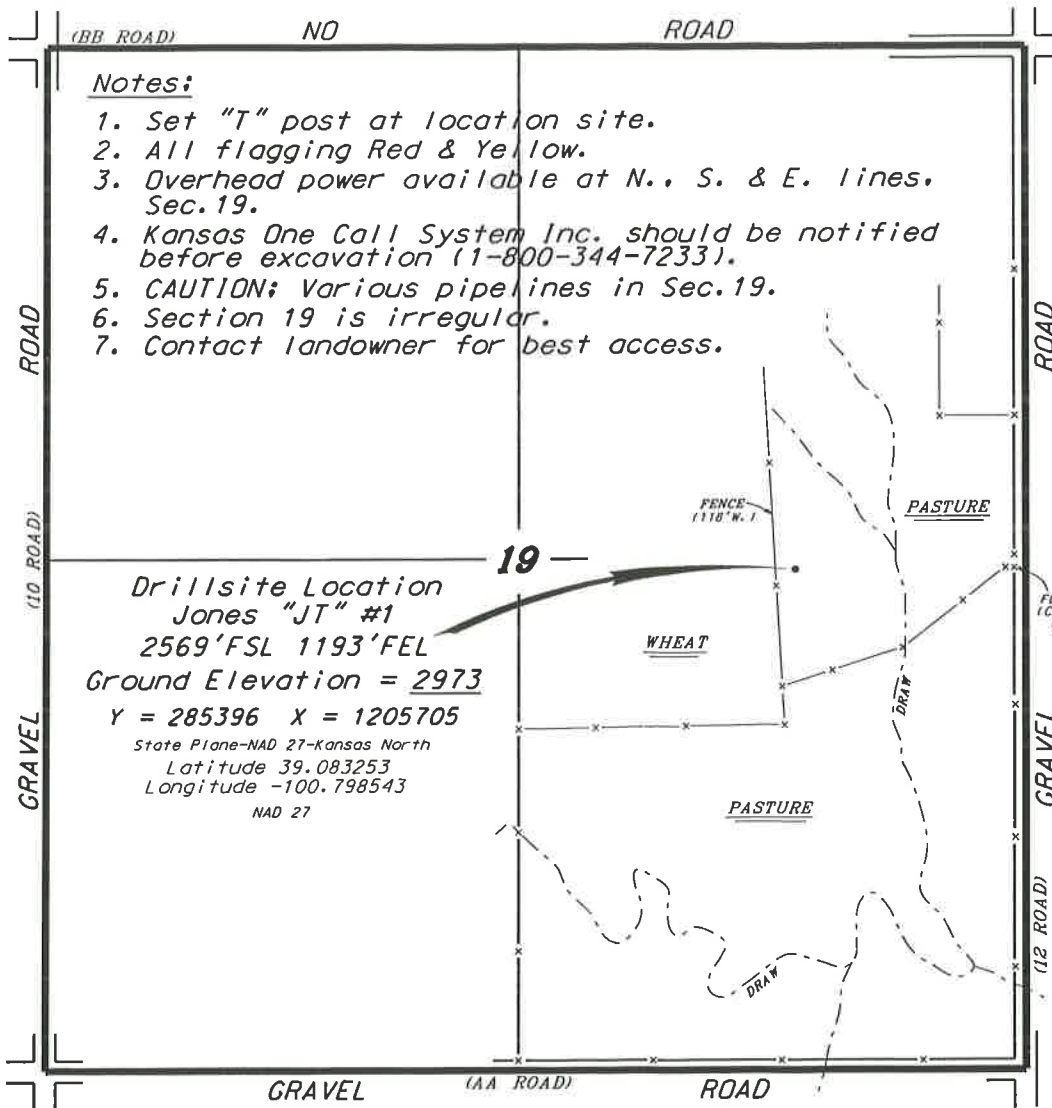 (BB ROAD) NO ROAD
Notes:
1. Set "T" post at location site.
2. All flagging Red & Yellow.
3. Overhead power available at N., S. & E. lines,
Sec.19.
4. Kansas One Call System Inc. should be notified
before excavation (1-800-344-7233).
5. CAUTION: Various pipelines in Sec.19.
6. Section 19 is irregular.
7. Contact landowner for best access.
ROAD
ROAD
(10 ROAD)
GRAVEL
FENCE
(118'W.)
PASTURE
19
Drillsite Location
Jones "JT" #1
2569'FSL 1193'FEL
Ground Elevation = 2973
Y = 285396 X = 1205705
State Plane-NAD 27-Kansas North
Latitude 39.083253
Longitude -100.798543
NAD 27
WHEAT
DRAW
PASTURE
GRAVEL
(12 ROAD)
DRAW
GRAVEL (AA ROAD) ROAD